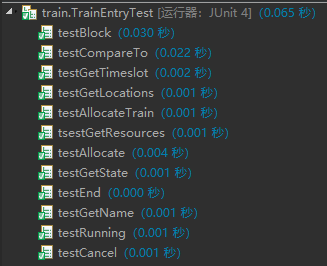 train.TrainEntryTest [运行器：JUnit 4] (0.065 秒)
testBlock (0.030 秒)
testCompareTo (0.022 秒)
testGetTimeslot (0.002 秒)
testGetLocations (0.001 秒)
testAllocateTrain (0.001 秒)
tsestGetResources (0.001 秒)
testAllocate (0.004 秒)
testGetState (0.001 秒)
testEnd (0.000 秒)
testGetName (0.001 秒)
testRunning (0.001 秒)
testCancel (0.001 秒)